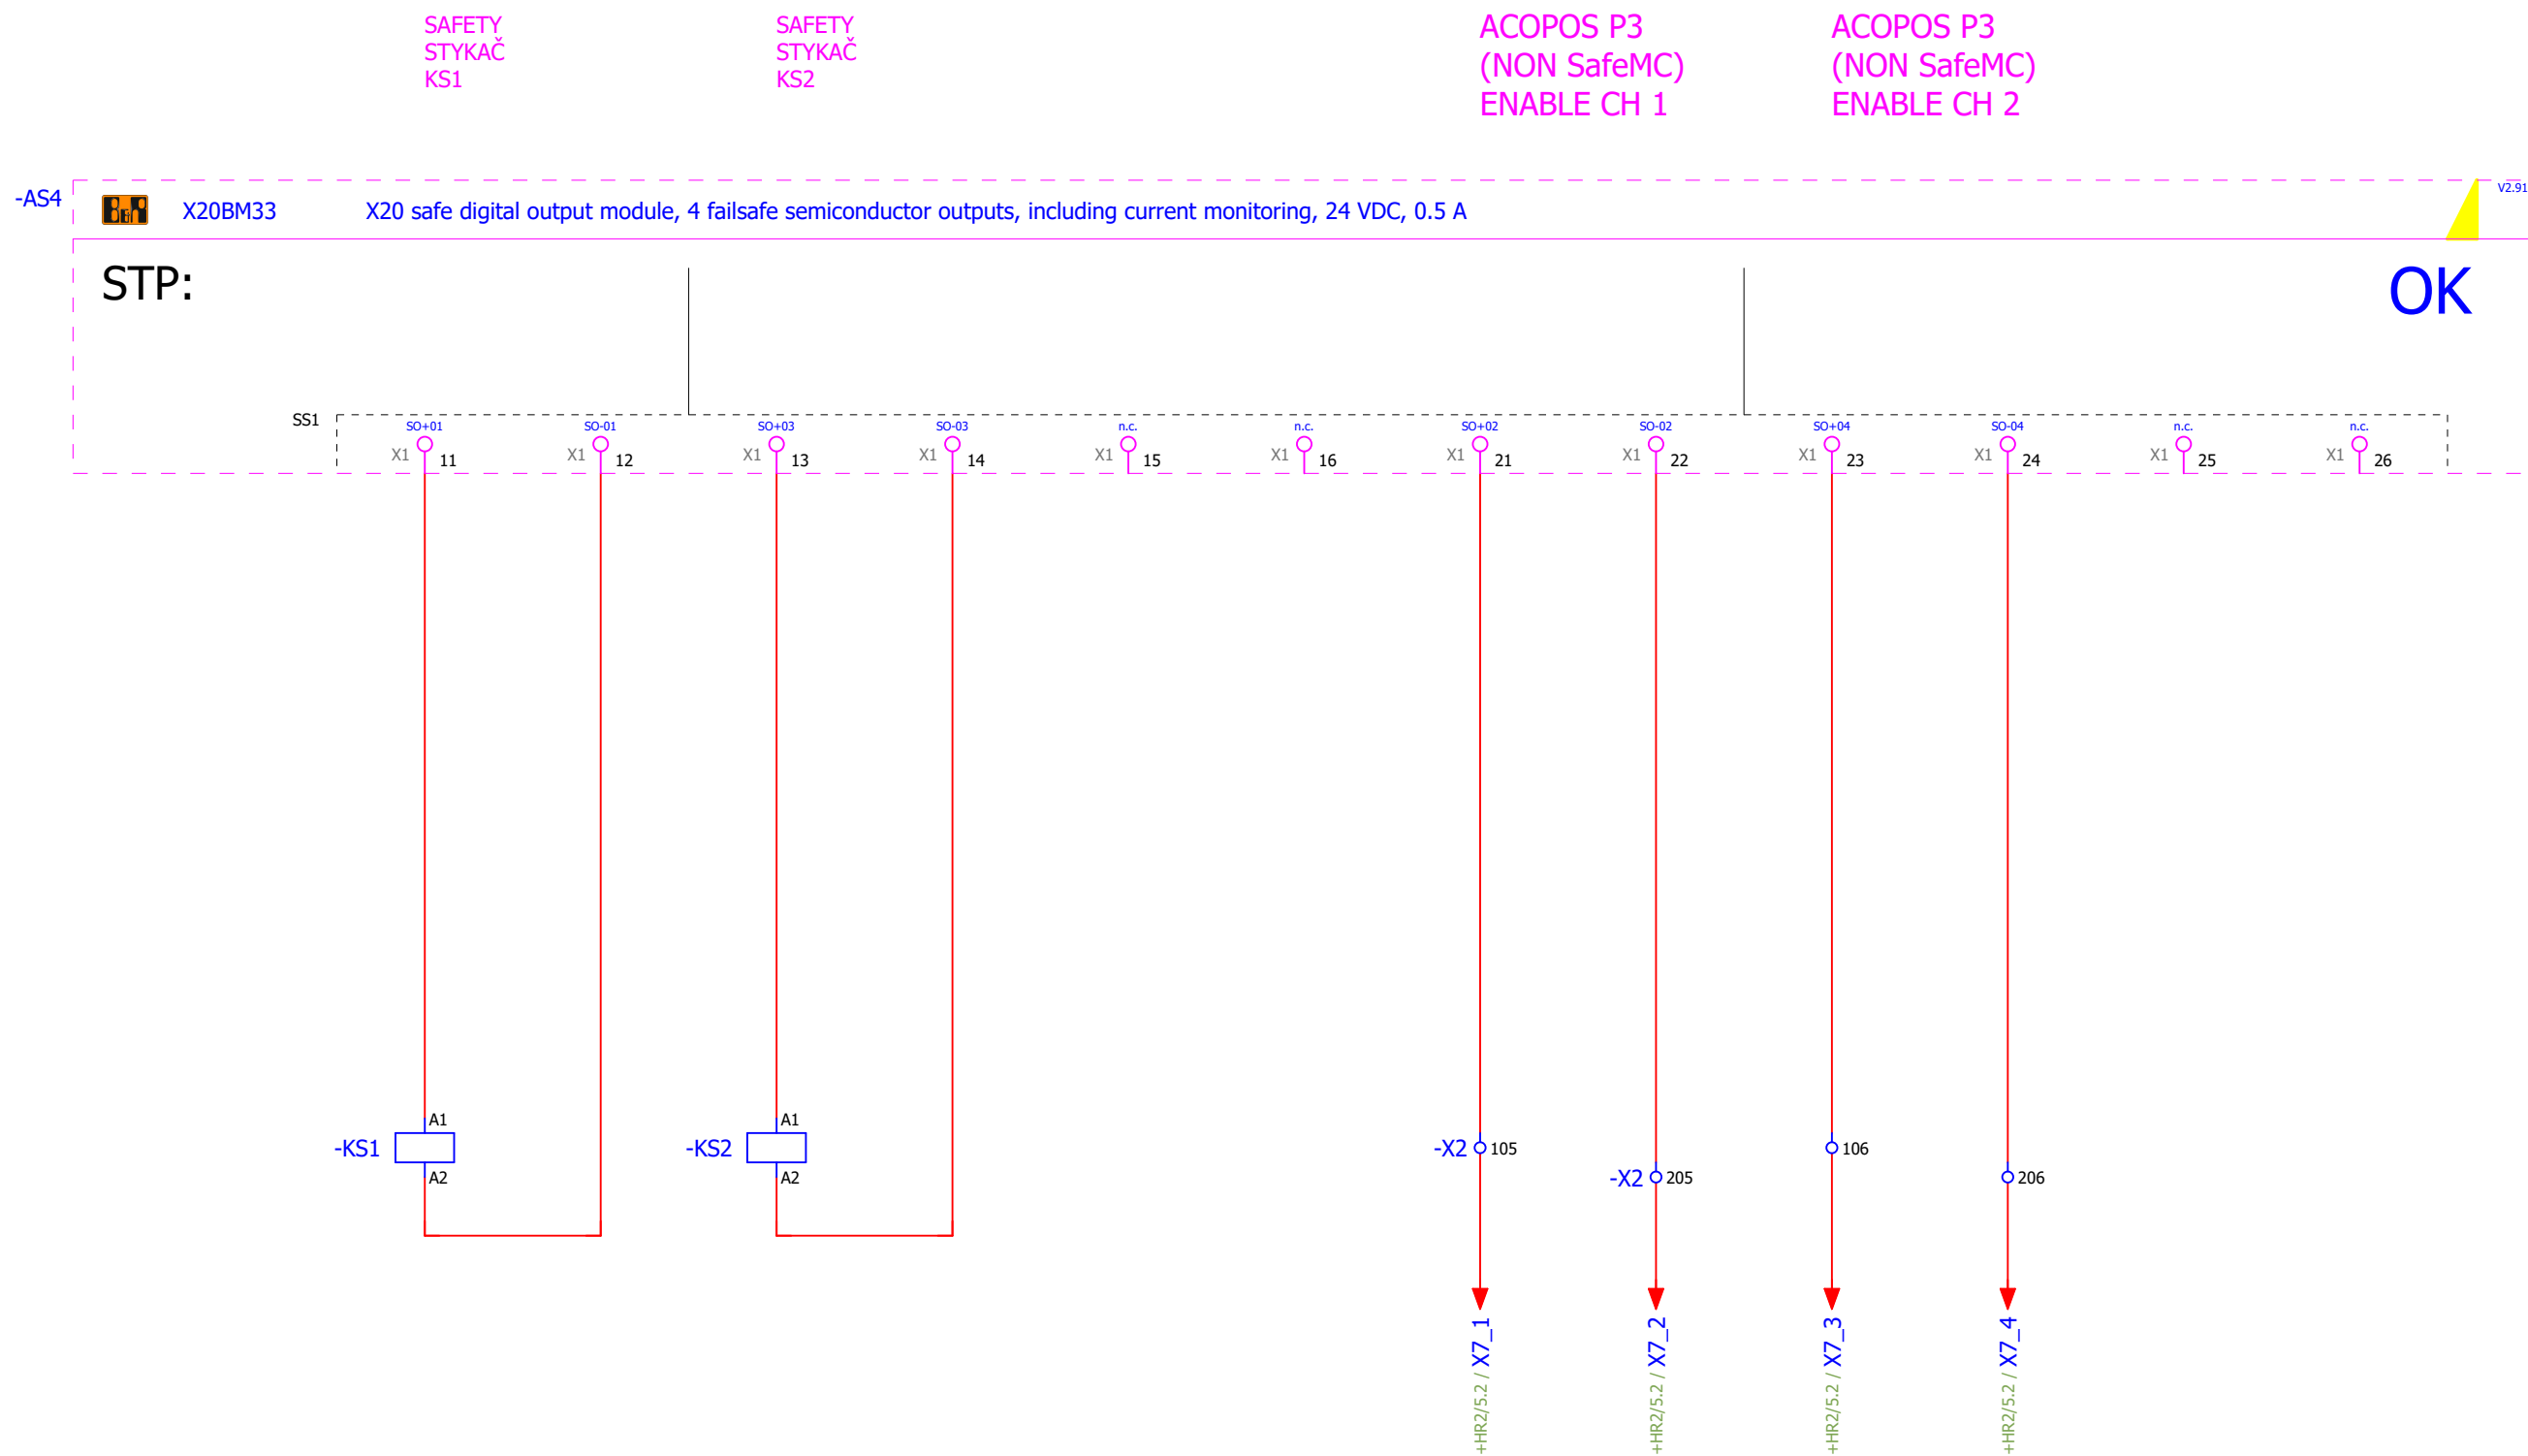 SAFETY
STYKAČ
KS1
SAFETY
STYKAČ
KS2
ACOPOS P3
(NON SafeMC)
ENABLE CH 1
ACOPOS P3
(NON SafeMC)
ENABLE CH 2
-AS4
X20BM33
X20 safe digital output module, 4 failsafe semiconductor outputs, including current monitoring, 24 VDC, 0.5 A
V2.91
STP:
OK
SS1
SO+01
SO-01
SO+03
SO-03
n.c.
n.c.
SO+02
SO-02
SO+04
SO-04
n.c.
n.c.
X1 11
X1 12
X1 13
X1 14
X1 15
X1 16
X1 21
X1 22
X1 23
X1 24
X1 25
X1 26
A1
-KS1
A2
A1
-KS2
A2
-X2 105
-X2 205
106
206
+HR2/5.2 / X7_1
+HR2/5.2 / X7_2
+HR2/5.2 / X7_3
+HR2/5.2 / X7_4